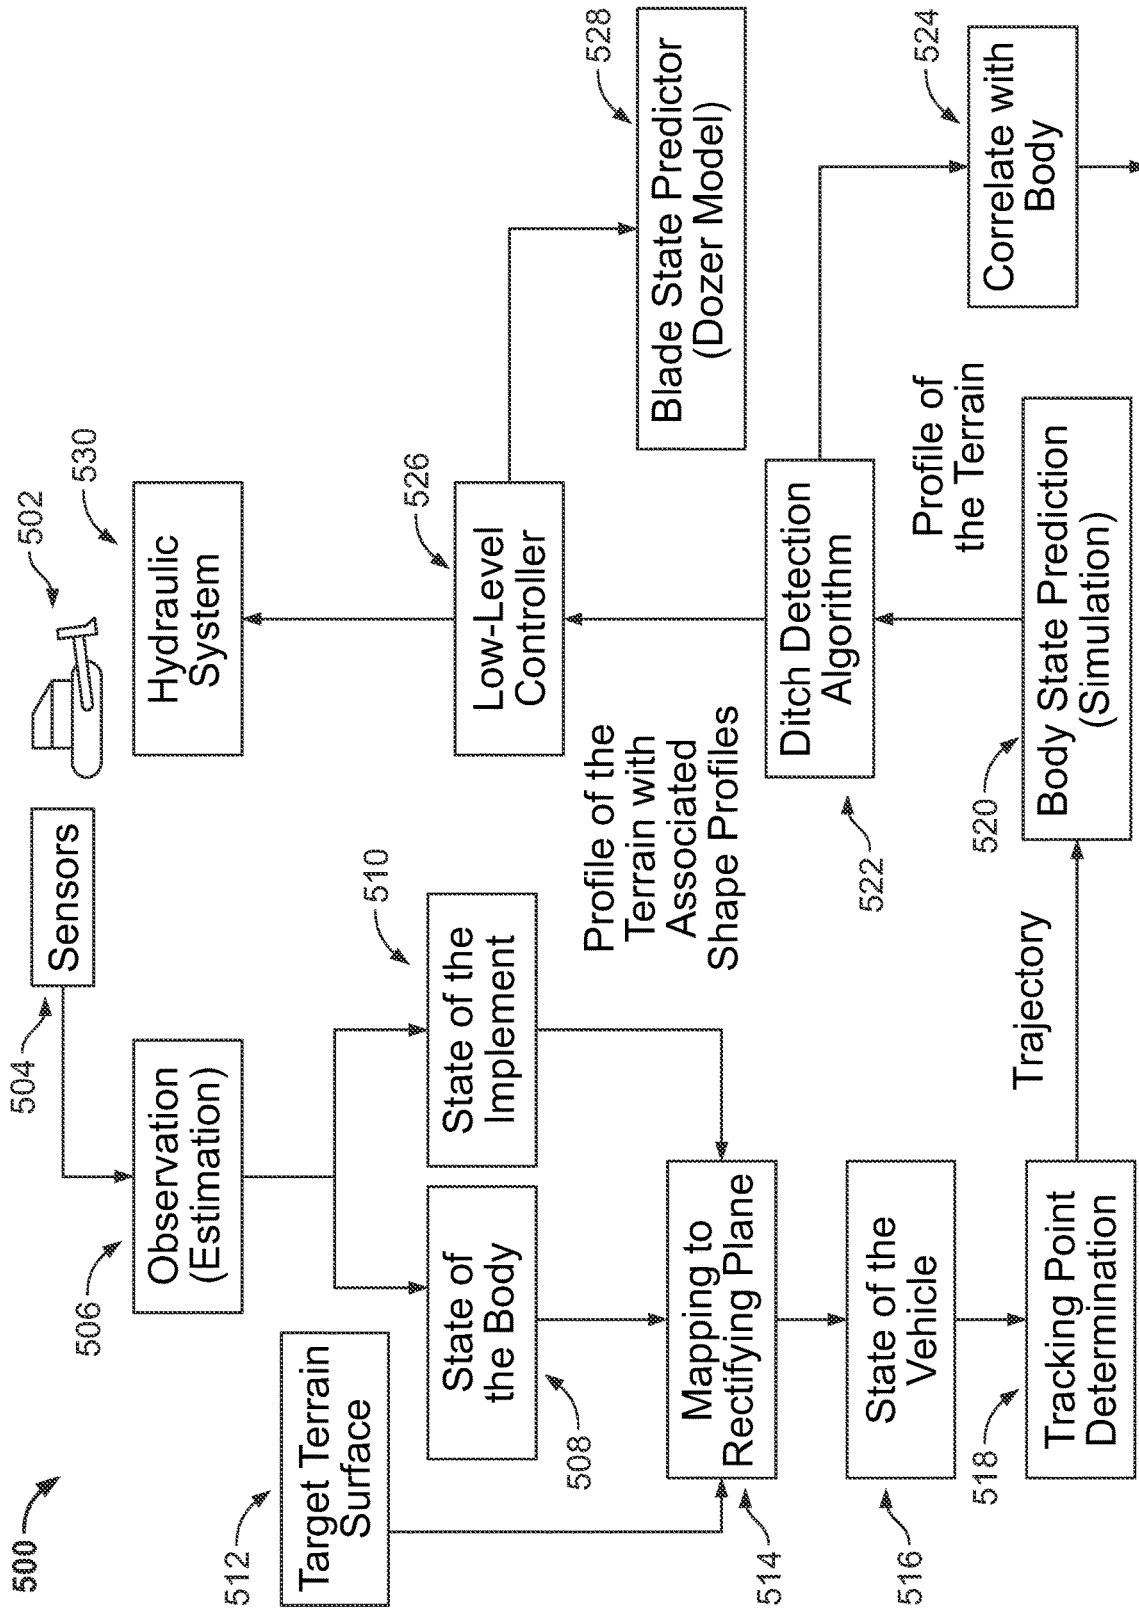 500
502
504
Sensors
506
Observation
(Estimation)
530
Hydraulic
System
512
Target Terrain
Surface
508
State of
the Body
510
State of the
Implement
526
Low-Level
Controller
528
Blade State Predictor
(Dozer Model)
Profile of the
Terrain with
Associated
Shape Profiles
514
Mapping to
Rectifying Plane
522
Ditch Detection
Algorithm
516
State of the
Vehicle
Profile of
the Terrain
524
Correlate with
Body
518
Tracking Point
Determination
Trajectory
520
Body State Prediction
(Simulation)